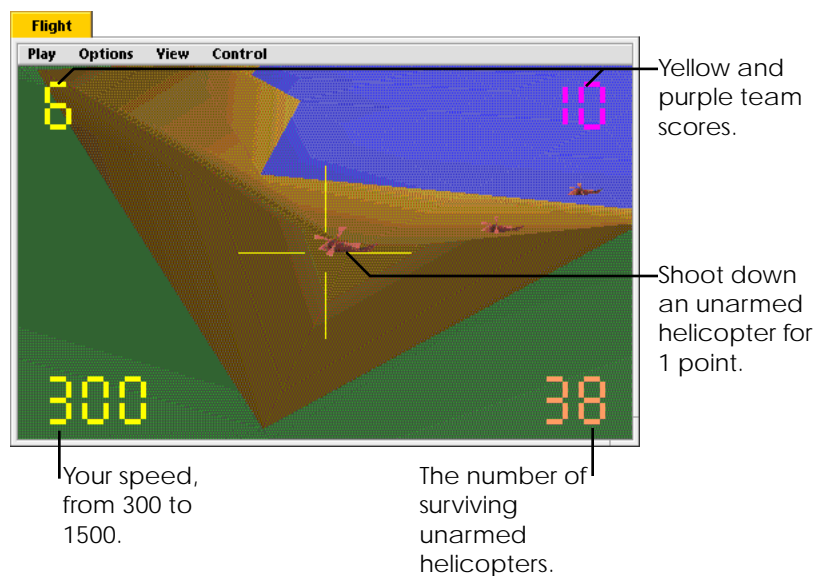 Flight
Play Options View Control
6
10
Yellow and
purple team
scores.
Shoot down
an unarmed
helicopter for
1 point.
300
38
Your speed,
from 300 to
1500.
The number of
surviving
unarmed
helicopters.